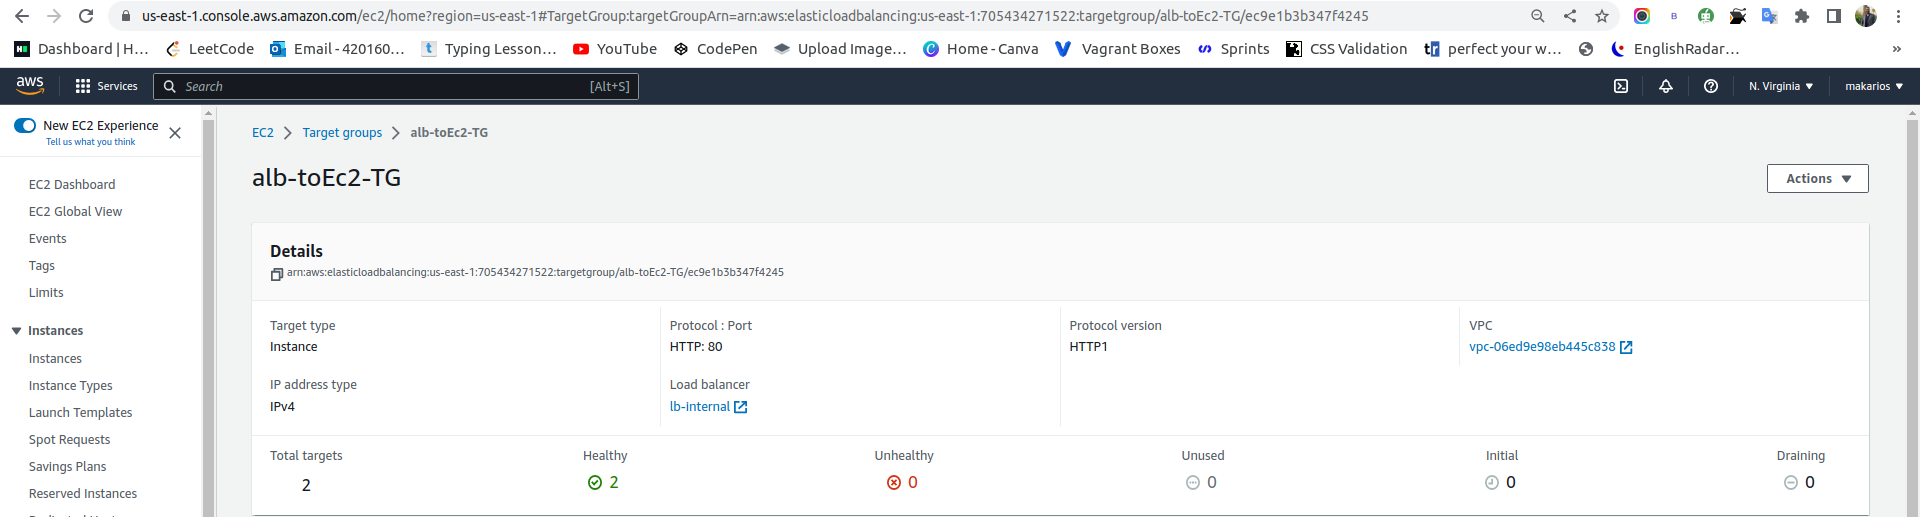 us-east-1.console.aws.amazon.com/ec2/home?region=us-east-1#TargetGroup:targetGroupArn=arn:aws:elasticloadbalancing:us-east-1:705434271522:targetgroup/alb-toEc2-TG/ec9e1b3b347f4245
Dashboard | H... LeetCode Email - 420160... Typing Lesson... YouTube CodePen Upload Image... Home - Canva Vagrant Boxes Sprints CSS Validation perfect your w... EnglishRadar... »
aws Services Search [Alt+S] N. Virginia makarios
New EC2 Experience
Tell us what you think
EC2 Dashboard
EC2 Global View
Events
Tags
Limits
Instances
Instances
Instance Types
Launch Templates
Spot Requests
Savings Plans
Reserved Instances
EC2 > Target groups > alb-toEc2-TG
alb-toEc2-TG
Actions
Details
arn:aws:elasticloadbalancing:us-east-1:705434271522:targetgroup/alb-toEc2-TG/ec9e1b3b347f4245
Target type
Instance
Protocol : Port
HTTP: 80
Protocol version
HTTP1
VPC
vpc-06ed9e98eb445c838
IP address type
IPv4
Load balancer
lb-internal
Total targets
2
Healthy
2
Unhealthy
0
Unused
0
Initial
0
Draining
0